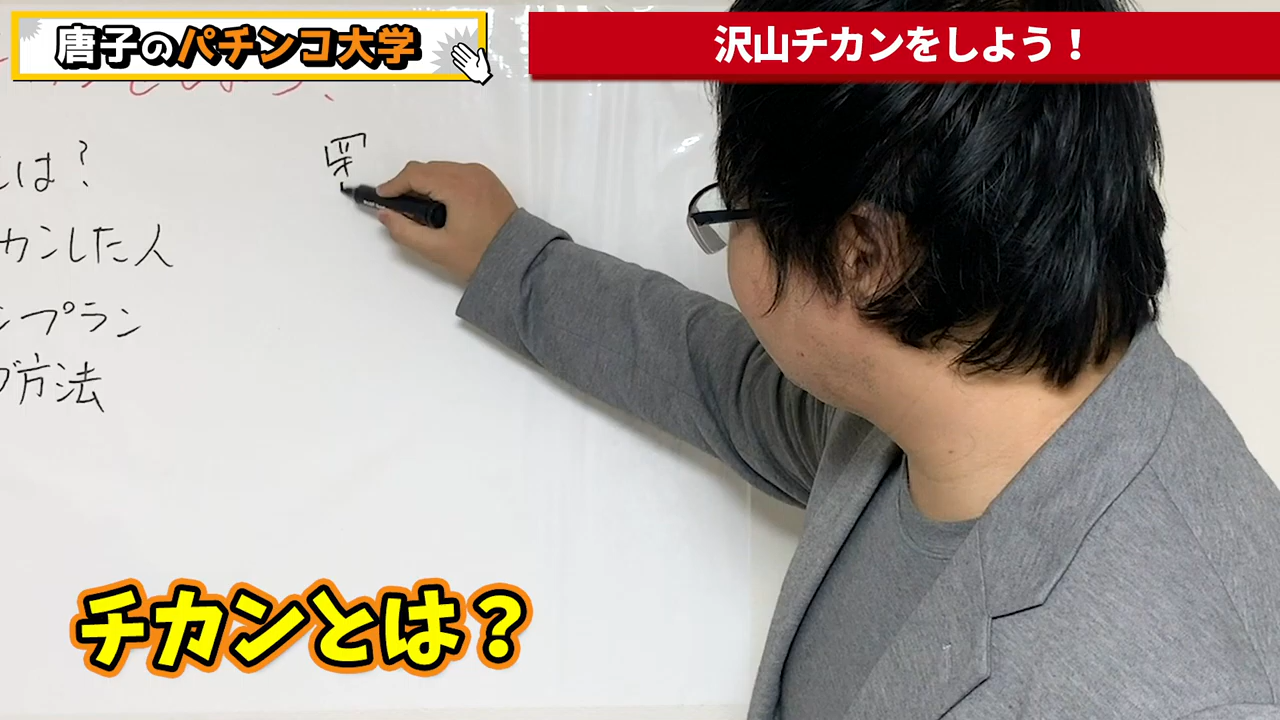 唐子のパチンコ大学
沢山チカンをしよう！
は？
カンした人
ンプラン
方法
チカンとは？